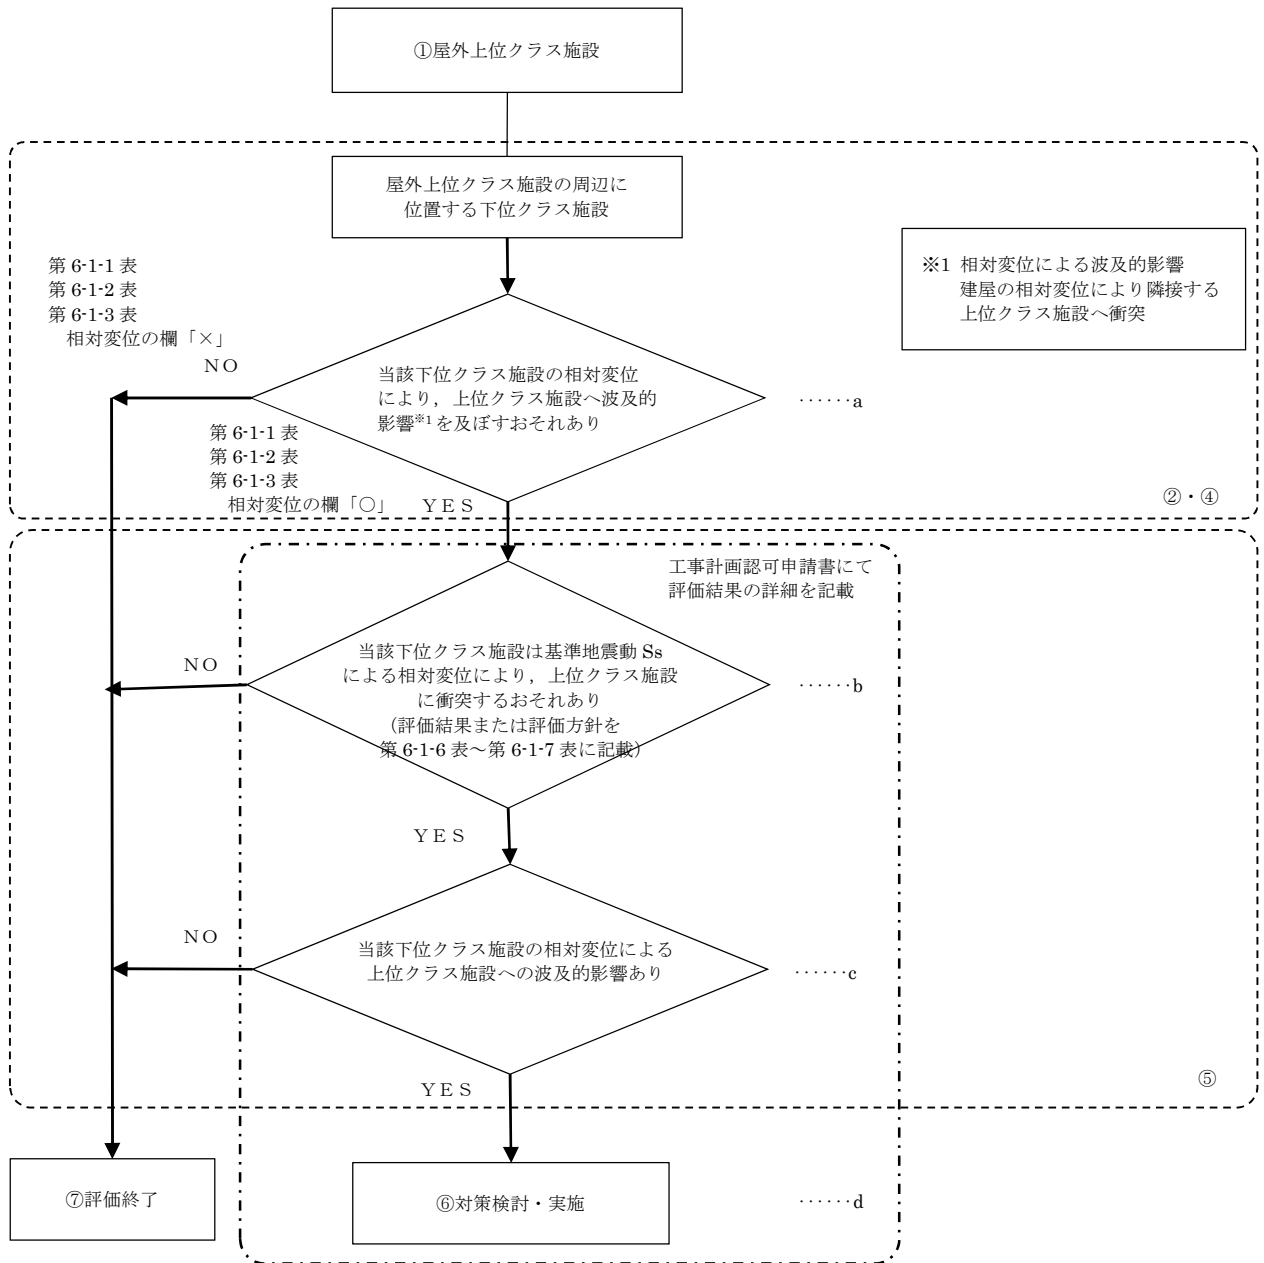 ①屋外上位クラス施設
屋外上位クラス施設の周辺に
位置する下位クラス施設
※1 相対変位による波及的影響
建屋の相対変位により隣接する
上位クラス施設へ衝突
第 6-1-1 表
第 6-1-2 表
第 6-1-3 表
相対変位の欄「×」
NO
当該下位クラス施設の相対変位
により，上位クラス施設へ波及的
影響※1を及ぼすおそれあり
······a
第 6-1-1 表
第 6-1-2 表
第 6-1-3 表
相対変位の欄「○」
YES
②・④
工事計画認可申請書にて
評価結果の詳細を記載
当該下位クラス施設は基準地震動 Ss
による相対変位により，上位クラス施設
に衝突するおそれあり
（評価結果または評価方針を
第 6-1-6 表～第 6-1-7 表に記載）
NO
······b
YES
当該下位クラス施設の相対変位による
上位クラス施設への波及的影響あり
NO
······c
YES
⑤
⑦評価終了
⑥対策検討・実施
······d